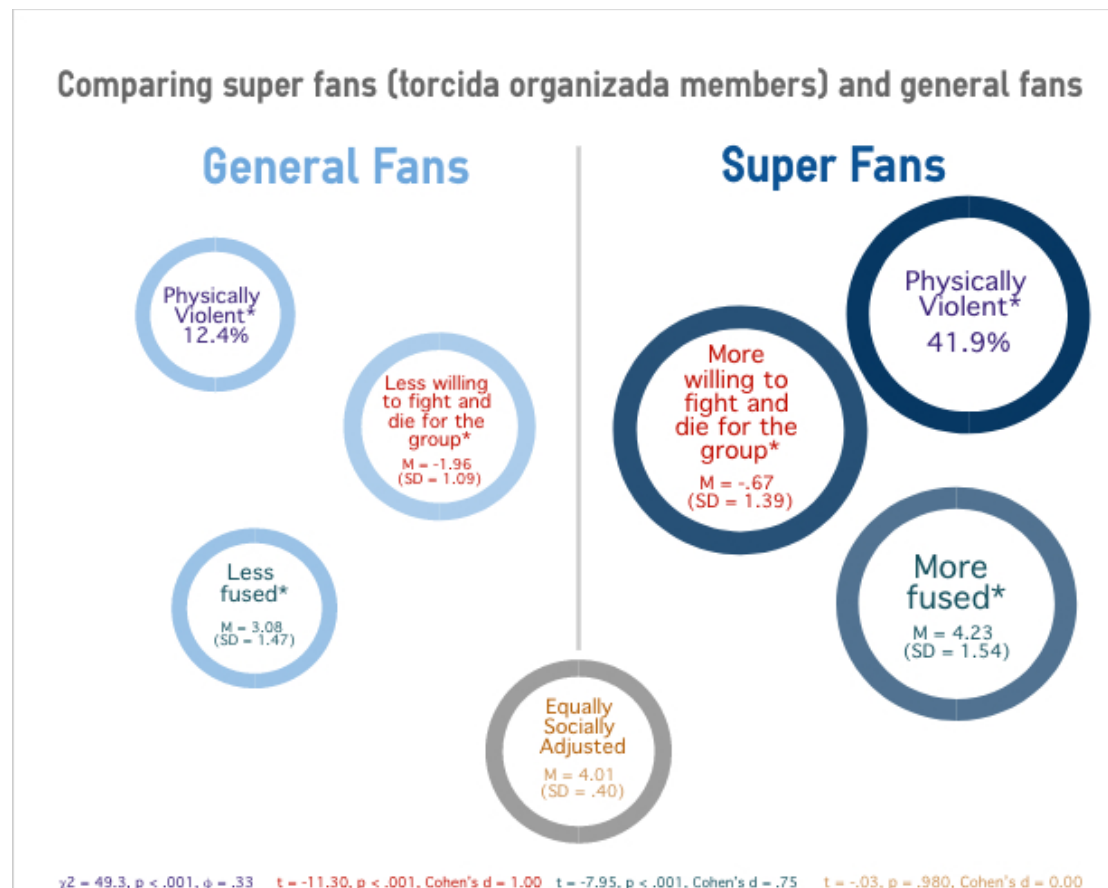 Comparing super fans (torcida organizada members) and general fans
General Fans
Physically
Violent*
12.4%
Less willing
to fight and
die for the
group*
M = -1.96
(SD = 1.09)
Less
fused*
M = 3.08
(SD = 1.47)
Super Fans
Physically
Violent*
41.9%
More
willing to
fight and
die for the
group*
M = -.67
(SD = 1.39)
More
fused*
M = 4.23
(SD = 1.54)
Equally
Socially
Adjusted
M = 4.01
(SD = .40)
χ2 = 49.3, p < .001, ϕ = .33 t = -11.30, p < .001, Cohen's d = 1.00 t = -7.95, p < .001, Cohen's d = .75 t = -.03, p = .980, Cohen's d = 0.00